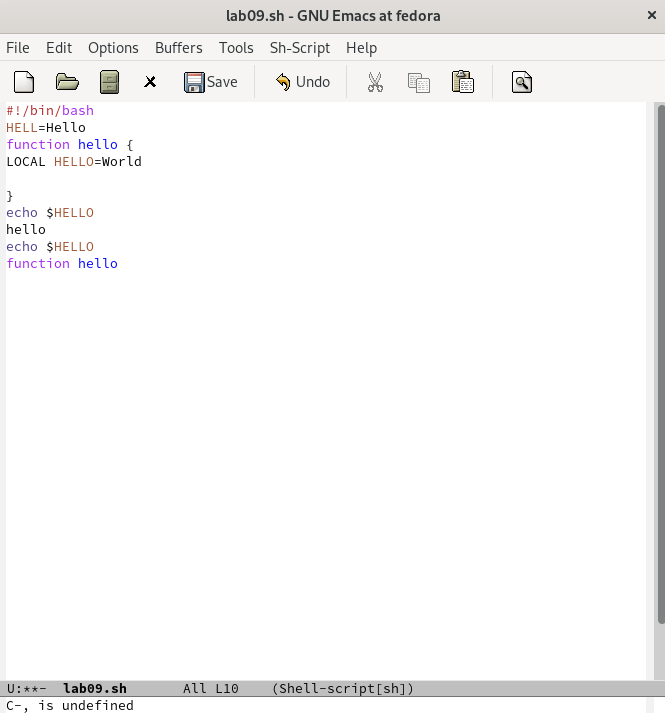 lab09.sh - GNU Emacs at fedora
File Edit Options Buffers Tools Sh-Script Help
Save Undo
#!/bin/bash
HELL=Hello
function hello {
LOCAL HELLO=World
}
echo $HELLO
hello
echo $HELLO
function hello
U:**- lab09.sh All L10 (Shell-script[sh])
C-, is undefined